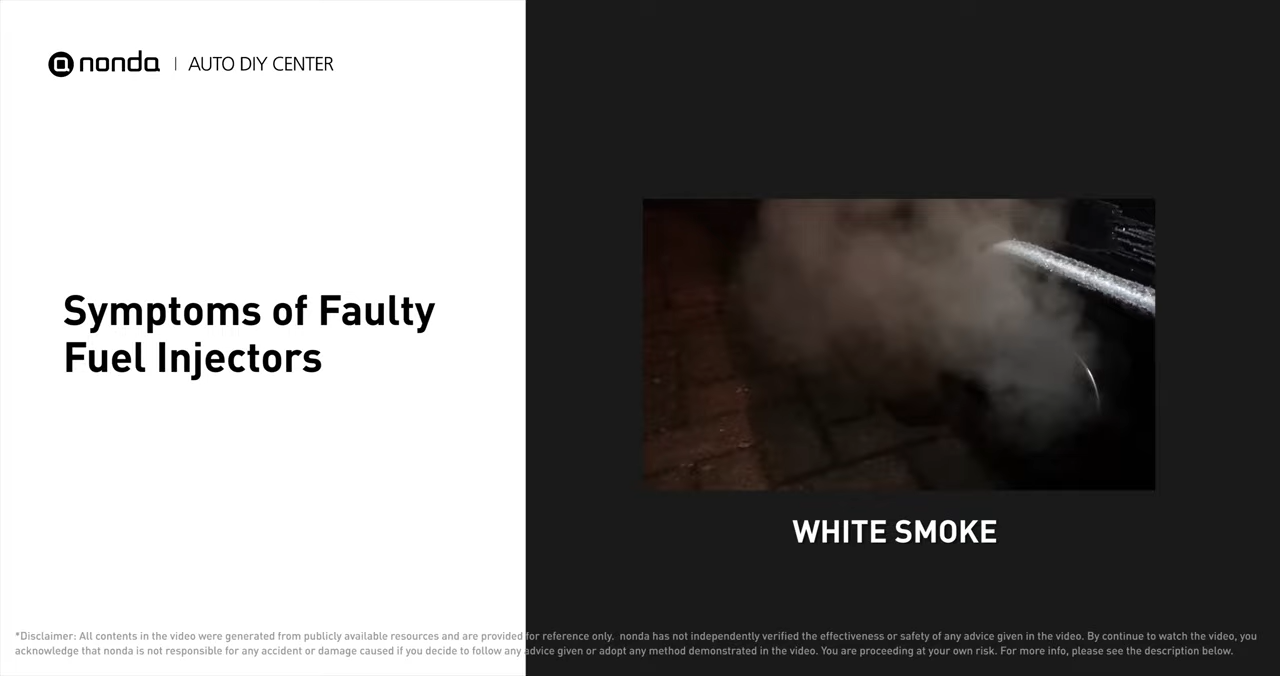 nonda | AUTO DIY CENTER
Symptoms of Faulty
Fuel Injectors
WHITE SMOKE
*Disclaimer: All contents in the video were generated from publicly available resources and are provided for reference only. nonda has not independently verified the effectiveness or safety of any advice given in the video. By continue to watch the video, you
acknowledge that nonda is not responsible for any accident or damage caused if you decide to follow any advice given or adopt any method demonstrated in the video. You are proceeding at your own risk. For more info, please see the description below.